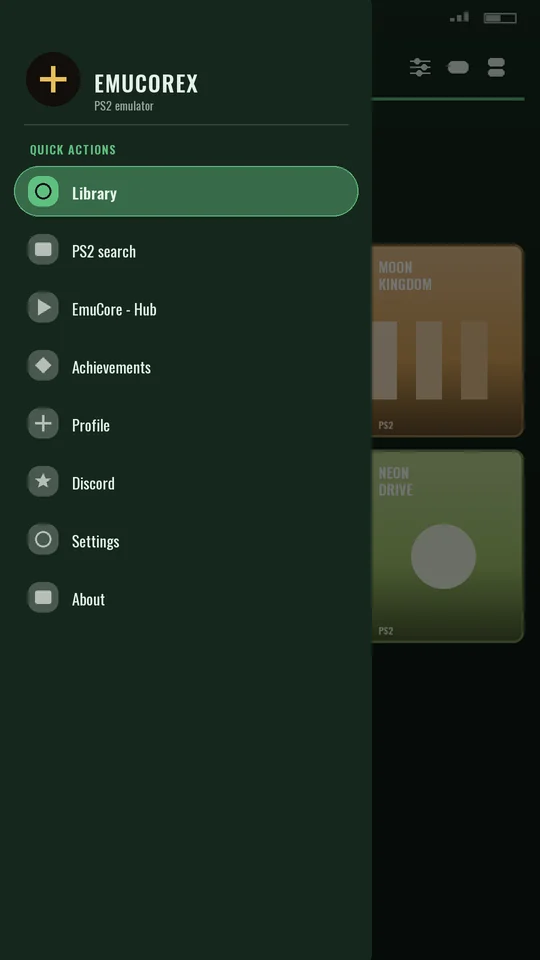 EMUCOREX
PS2 emulator
QUICK ACTIONS
Library
PS2 search
EmuCore - Hub
Achievements
Profile
Discord
Settings
About
MOON
KINGDOM
PS2
NEON
DRIVE
PS2